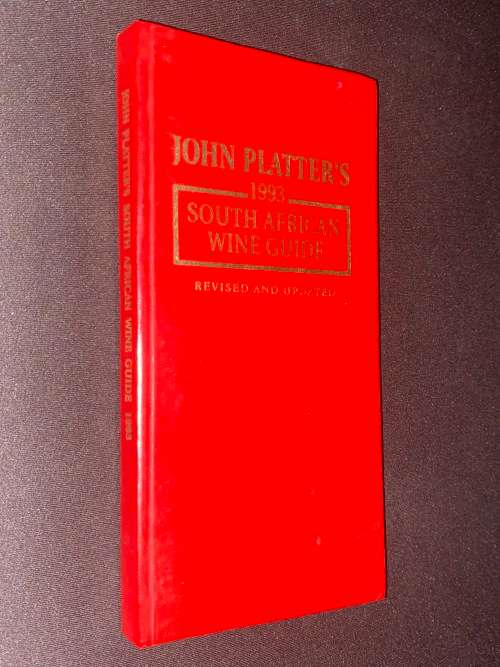 JOHN PLATTER'S
1993
SOUTH AFRICAN
WINE GUIDE
REVISED AND UPDATED
JOHN PLATTER'S SOUTH AFRICAN WINE GUIDE 1993